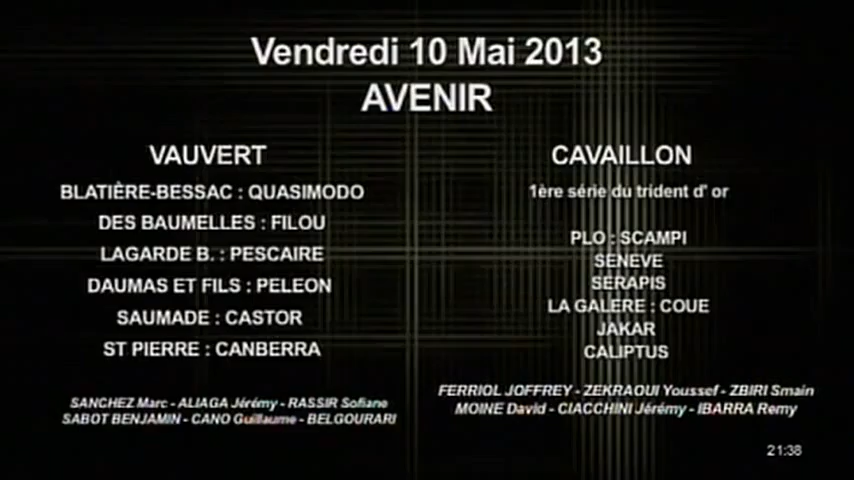 Vendredi 10 Mai 2013
AVENIR
VAUVERT
BLATIÈRE-BESSAC : QUASIMODO
DES BAUMELLES : FILOU
LAGARDE B. : PESCAIRE
DAUMAS ET FILS : PELEON
SAUMADE : CASTOR
ST PIERRE : CANBERRA
SANCHEZ Marc - ALIAGA Jérémy - RASSIR Sofiane
SABOT BENJAMIN - CANO Guillaume - BELGOURARI
CAVAILLON
1ère série du trident d' or
PLO : SCAMPI
SENEVE
SERAPIS
LA GALERE : COUE
JAKAR
CALIPTUS
FERRIOL JOFFREY - ZEKRAOUI Youssef - ZBIRI Smain
MOINE David - CIACCHINI Jérémy - IBARRA Remy
21:38